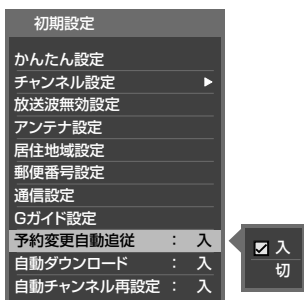 初期設定
かんたん設定
チャンネル設定
放送波無効設定
アンテナ設定
居住地域設定
郵便番号設定
通信設定
Gガイド設定
予約変更自動追従 : 入
自動ダウンロード : 入
自動チャンネル再設定 : 入
入
切